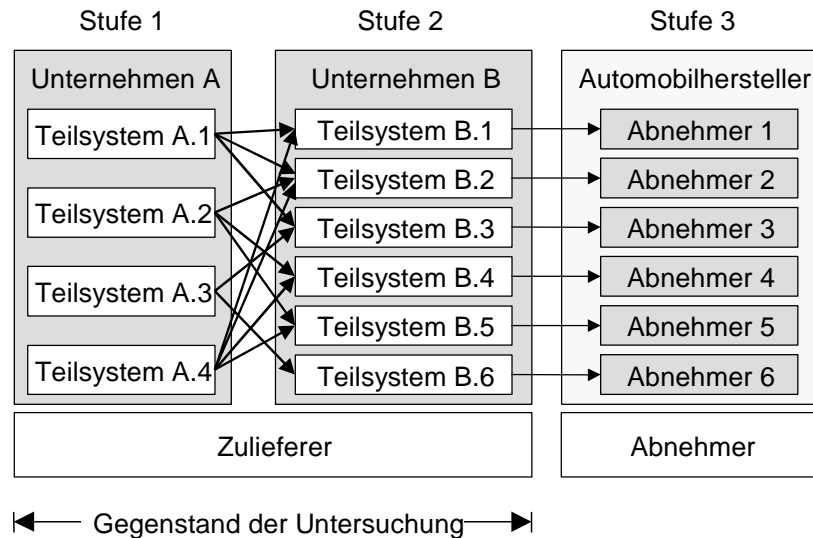 Stufe 1
Stufe 2
Stufe 3
Unternehmen A
Unternehmen B
Automobilhersteller
Teilsystem A.1
Teilsystem A.2
Teilsystem A.3
Teilsystem A.4
Teilsystem B.1
Teilsystem B.2
Teilsystem B.3
Teilsystem B.4
Teilsystem B.5
Teilsystem B.6
Abnehmer 1
Abnehmer 2
Abnehmer 3
Abnehmer 4
Abnehmer 5
Abnehmer 6
Zulieferer
Abnehmer
Gegenstand der Untersuchung